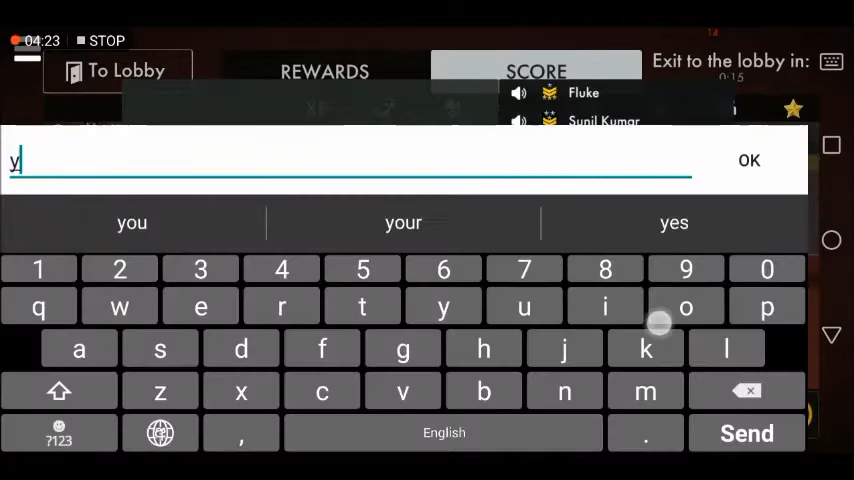 14
04:23 STOP
To Lobby REWARDS SCORE Exit to the lobby in:
0:15
Fluke
Sunil Kumar
y OK
you your yes
1 2 3 4 5 6 7 8 9 0
q w e r t y u i o p
a s d f g h j k l
z x c v b n m
?123 , English . Send